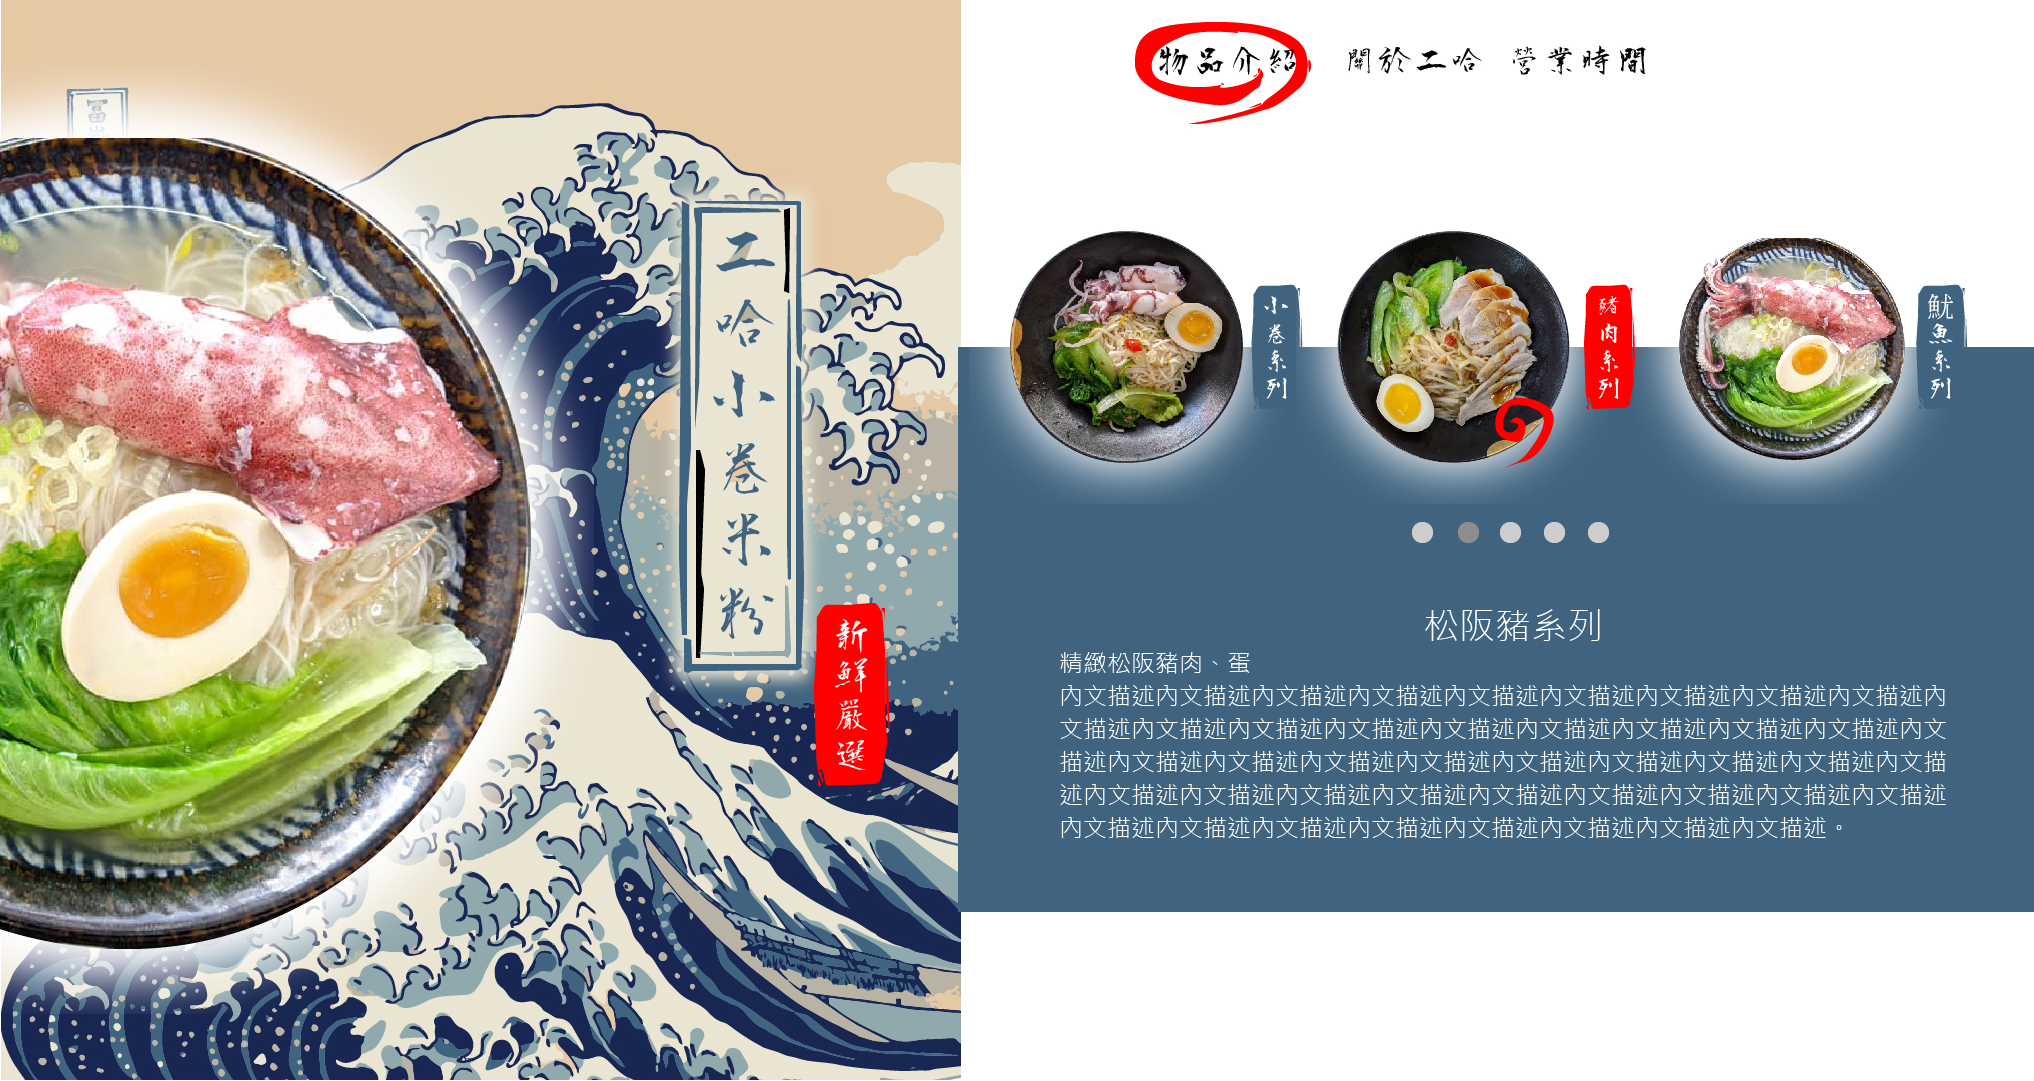 物品介紹 關於二哈 營業時間
二哈小卷米粉
新鮮嚴選
小卷系列
豬肉系列
魷魚系列
松阪豬系列
精緻松阪豬肉、蛋
內文描述內文描述內文描述內文描述內文描述內文描述內文描述內文描述內文描述內
文描述內文描述內文描述內文描述內文描述內文描述內文描述內文描述內文描述內文
描述內文描述內文描述內文描述內文描述內文描述內文描述內文描述內文描述內文描
述內文描述內文描述內文描述內文描述內文描述內文描述內文描述內文描述內文描述
內文描述內文描述內文描述內文描述內文描述內文描述內文描述內文描述。